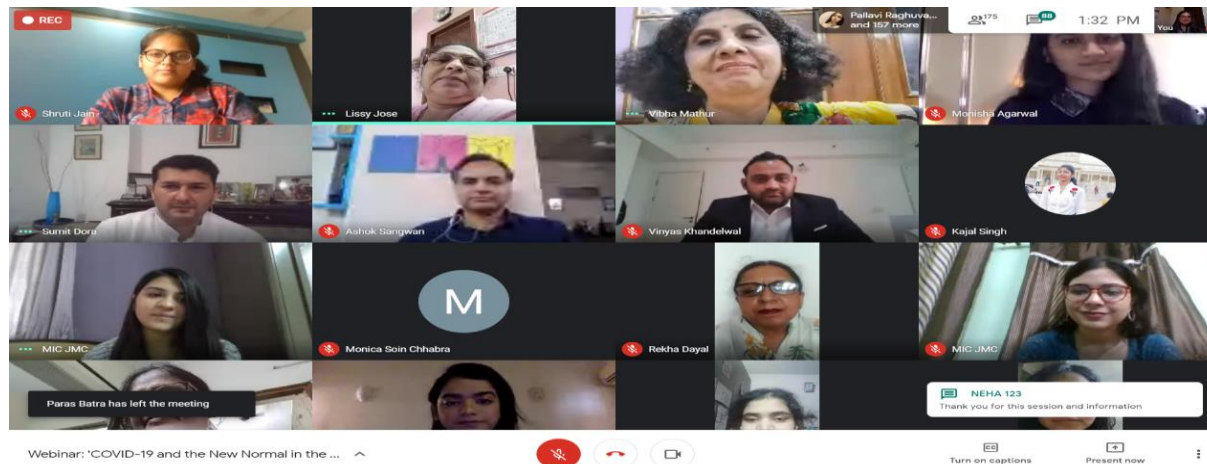 REC
Pallavi Raghuva...
and 157 more
175
88
1:32 PM
You
Shruti Jain
Lissy Jose
Vibha Mathur
Monisha Agarwal
Sumit Dora
Ashok Sangwan
Vinyas Khandelwal
Kajal Singh
MIC JMC
M
Monica Soin Chhabra
Rekha Dayal
MIC JMC
Paras Batra has left the meeting
NEHA 123
Thank you for this session and information
Webinar: 'COVID-19 and the New Normal in the ...
CC
Turn on captions
Present now